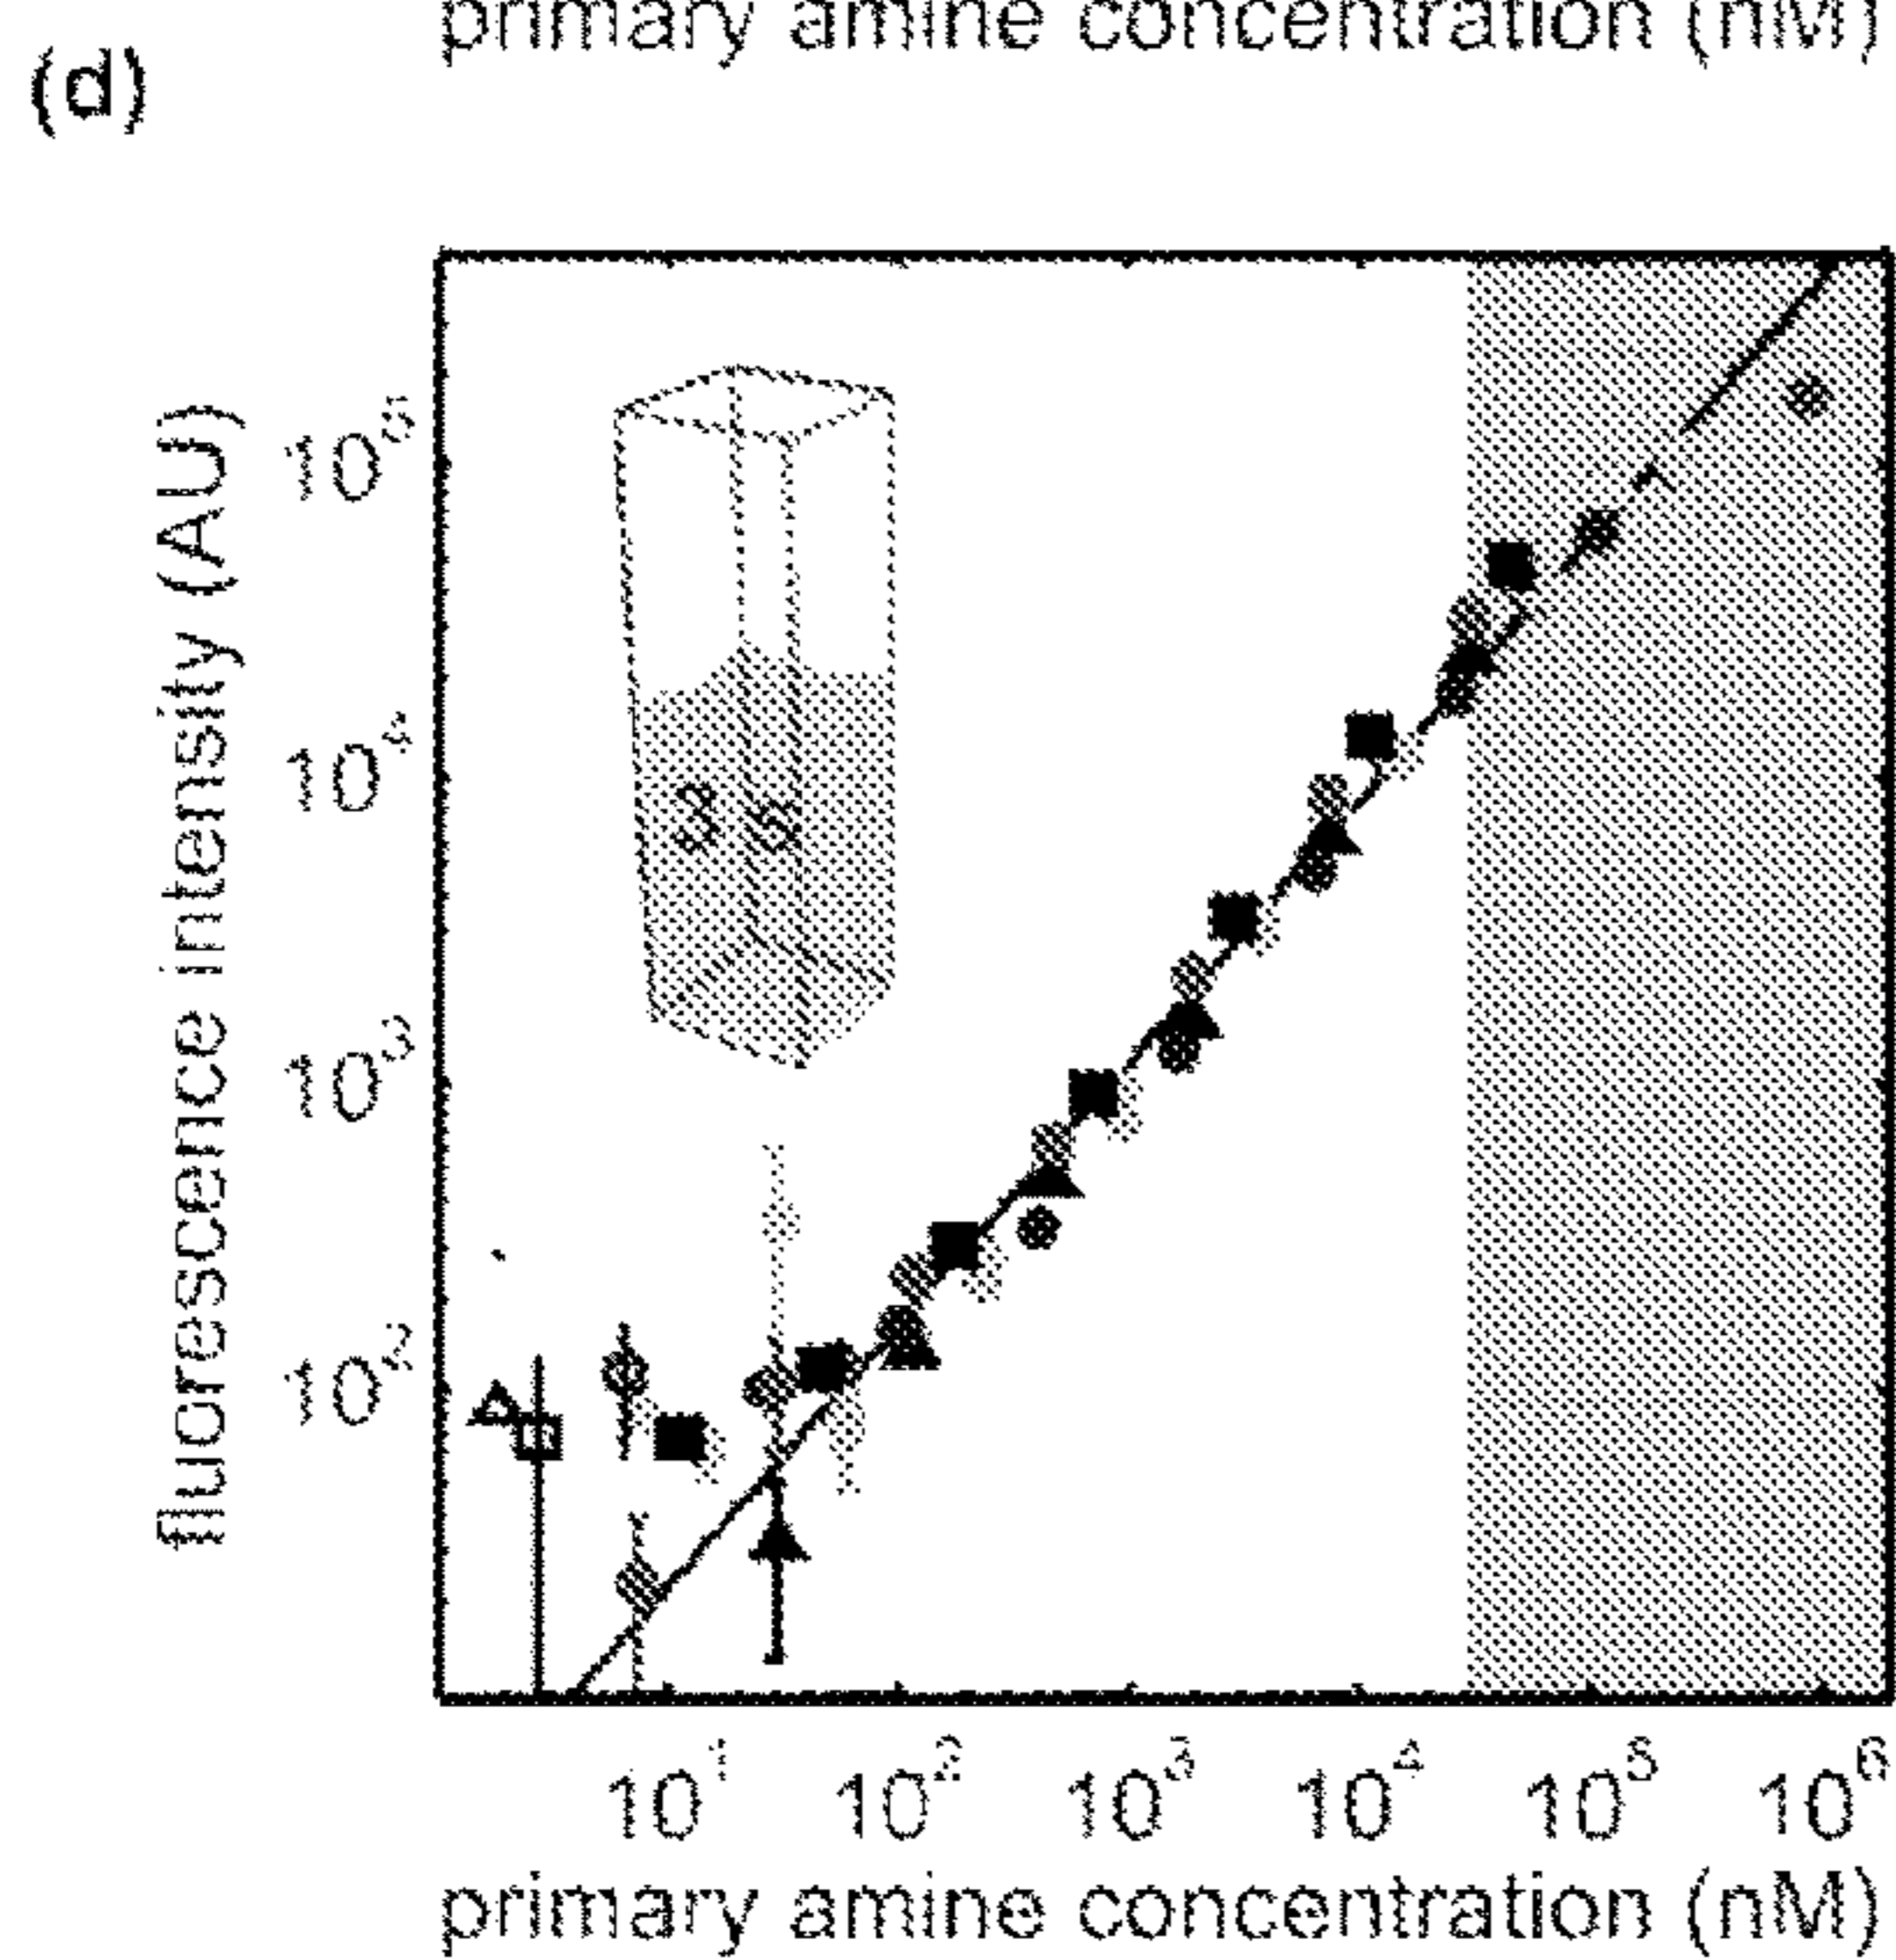 primary amine concentration (nM)
(d)
fluorescence intensity (AU)
10⁵
10⁴
10³
10²
10¹ 10² 10³ 10⁴ 10⁵ 10⁶
primary amine concentration (nM)